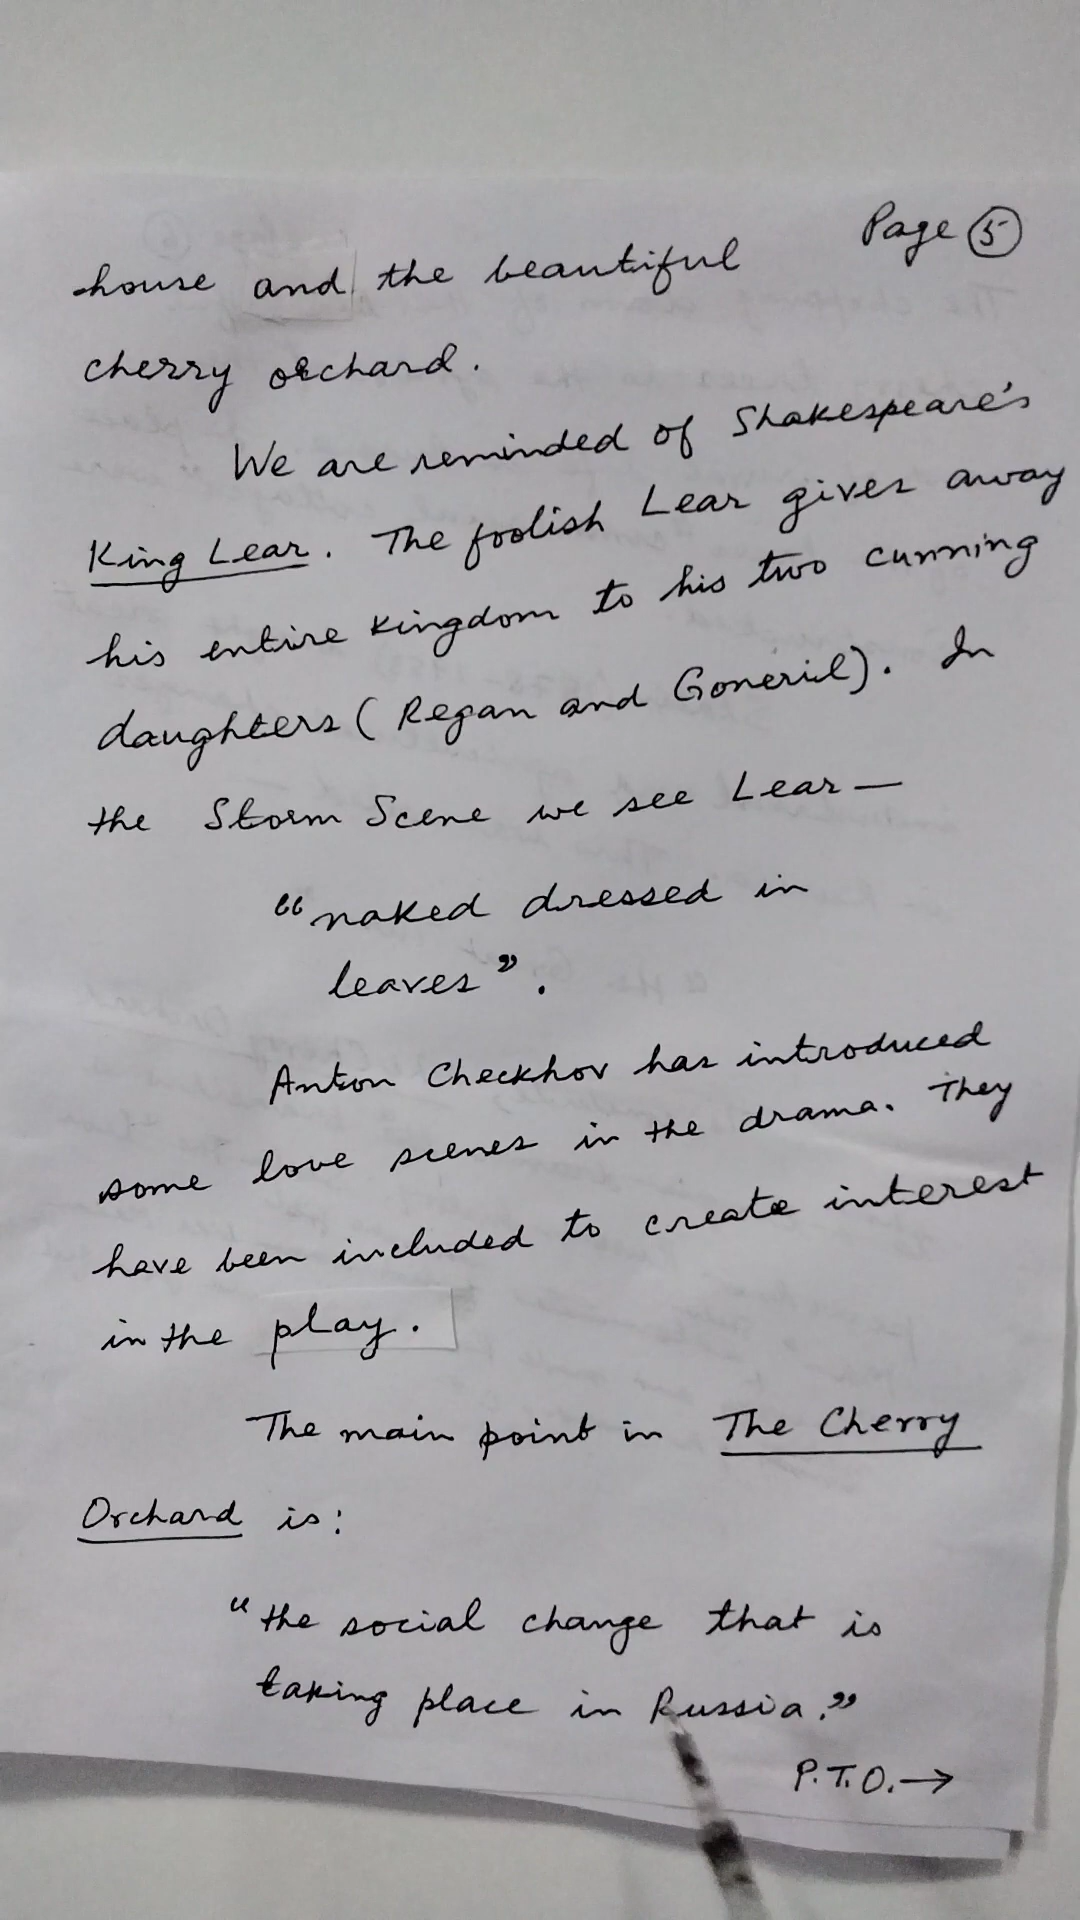 Page 5
house and the beautiful
cherry orchard.
We are reminded of Shakespeare's
King Lear. The foolish Lear gives away
his entire kingdom to his two cunning
daughters (Regan and Goneril). In
the Storm Scene we see Lear—
"naked dressed in
leaves".
Anton Checkhov has introduced
some love scenes in the drama. They
have been included to create interest
in the play.
The main point in The Cherry
Orchard is:
"the social change that is
taking place in Russia."
P.T.O.→